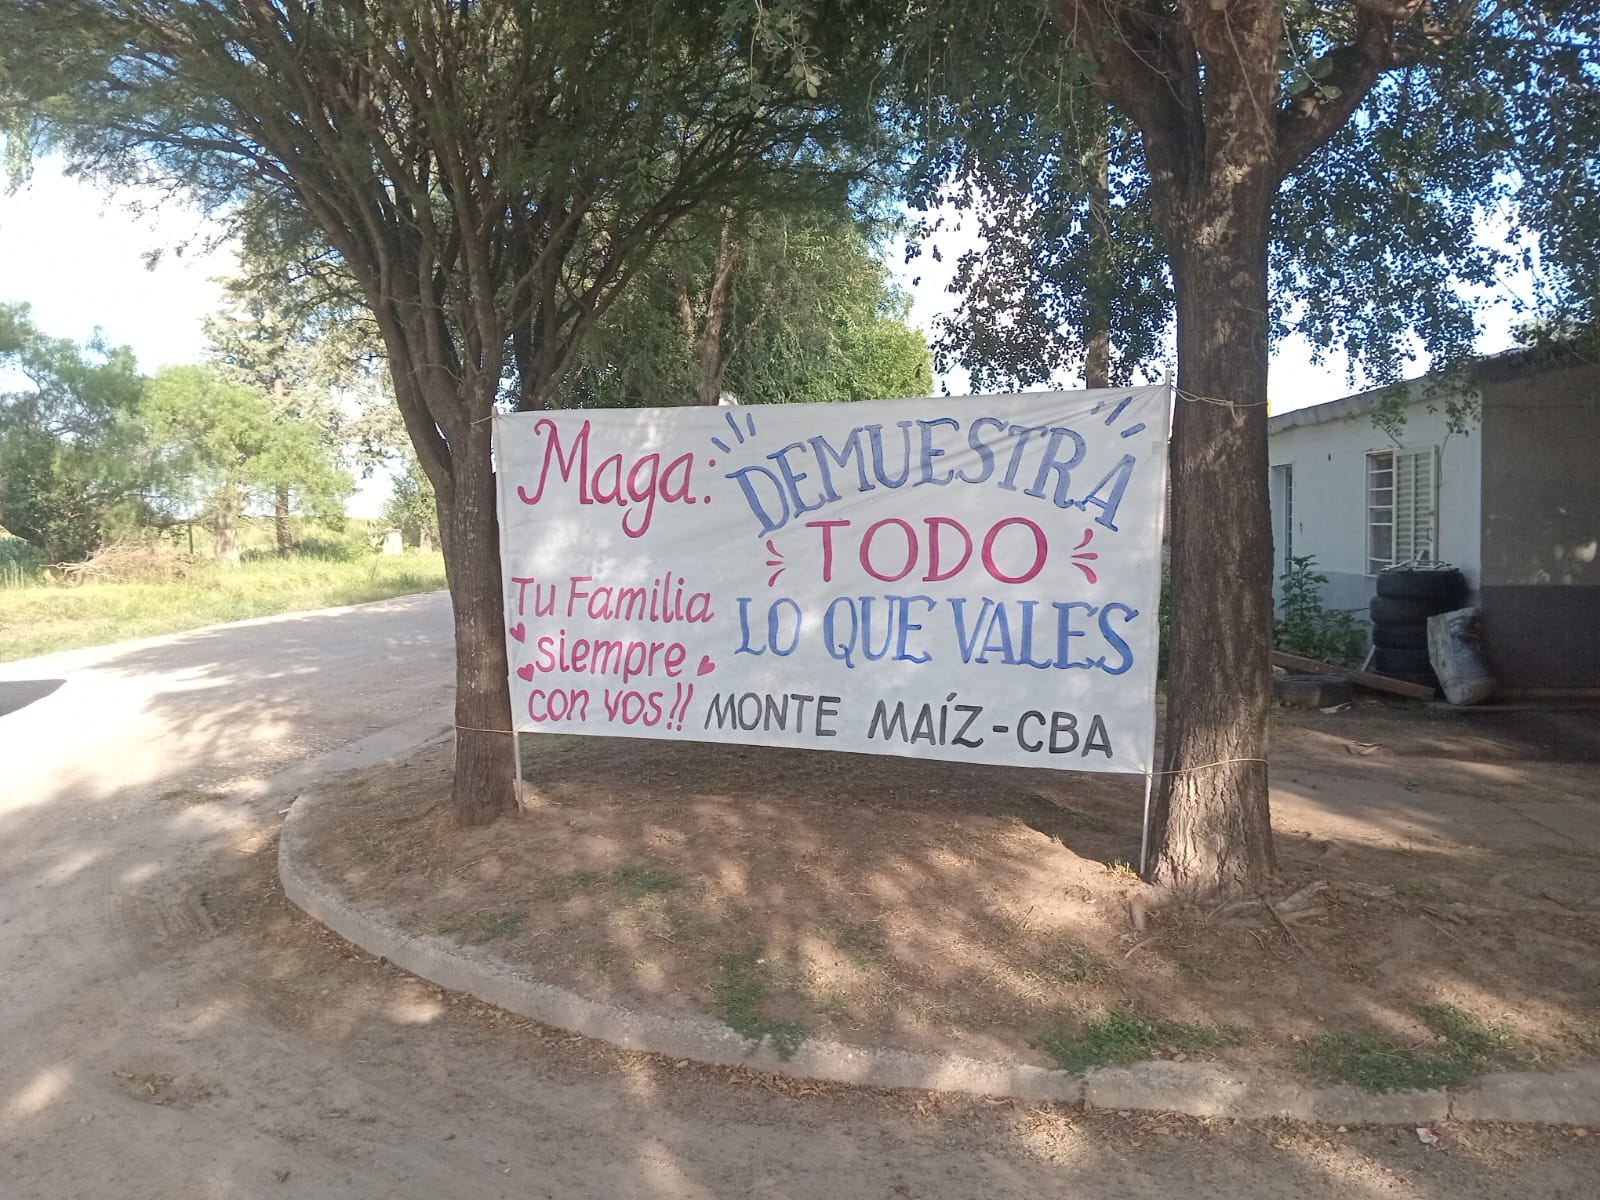 Maga:
Tu Familia
siempre
con vos!!
DEMUESTRA
TODO
LO QUE VALES
MONTE MAÍZ-CBA